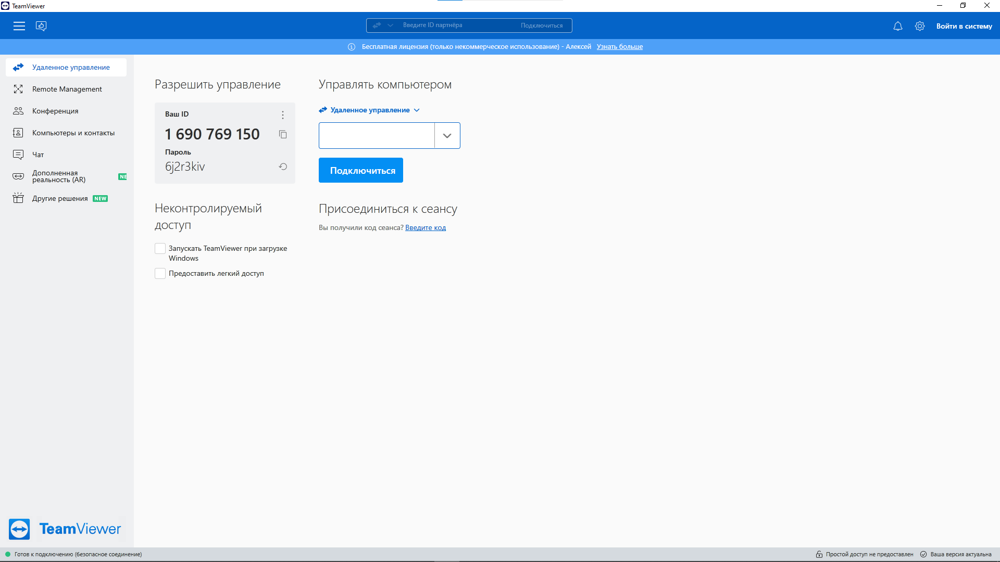 TeamViewer
Введите ID партнёра
Подключиться
Войти в систему
Бесплатная лицензия (только некоммерческое использование) - Алексей Узнать больше
Удаленное управление
Remote Management
Конференция
Компьютеры и контакты
Чат
Дополненная
реальность (AR)
NE
Другие решения NEW
Разрешить управление
Ваш ID
1 690 769 150
Пароль
6j2r3kiv
Неконтролируемый
доступ
Запускать TeamViewer при загрузке
Windows
Предоставить легкий доступ
Управлять компьютером
Удаленное управление
Подключиться
Присоединиться к сеансу
Вы получили код сеанса? Введите код
TeamViewer
Готов к подключению (безопасное соединение)
Простой доступ не предоставлен
Ваша версия актуальна